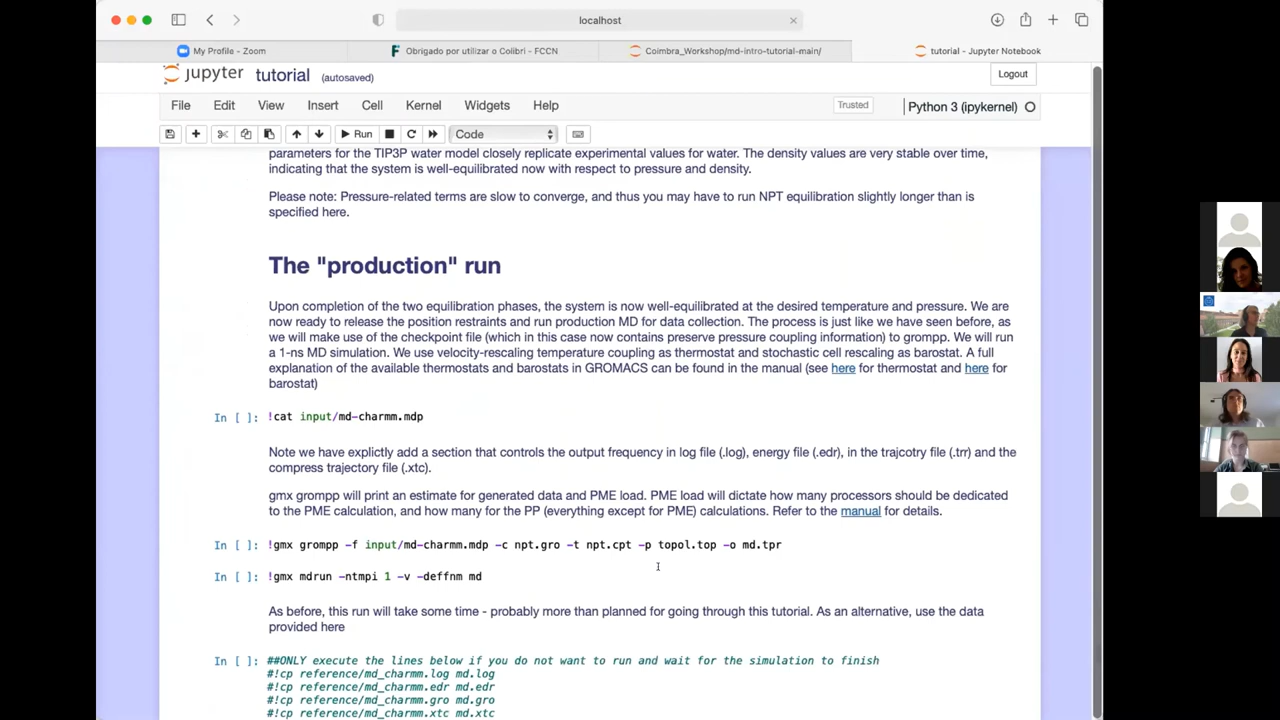 localhost
My Profile - Zoom
Obrigado por utilizar o Colibri - FCCN
Coimbra_Workshop/md-intro-tutorial-main/
tutorial - Jupyter Notebook
jupyter tutorial (autosaved)
Logout
File Edit View Insert Cell Kernel Widgets Help
Trusted
Python 3 (ipykernel)
Run
Code
parameters for the TIP3P water model closely replicate experimental values for water. The density values are very stable over time,
indicating that the system is well-equilibrated now with respect to pressure and density.
Please note: Pressure-related terms are slow to converge, and thus you may have to run NPT equilibration slightly longer than is
specified here.
The "production" run
Upon completion of the two equilibration phases, the system is now well-equilibrated at the desired temperature and pressure. We are
now ready to release the position restraints and run production MD for data collection. The process is just like we have seen before, as
we will make use of the checkpoint file (which in this case now contains preserve pressure coupling information) to grompp. We will run
a 1-ns MD simulation. We use velocity-rescaling temperature coupling as thermostat and stochastic cell rescaling as barostat. A full
explanation of the available thermostats and barostats in GROMACS can be found in the manual (see here for thermostat and here for
barostat)
In [ ]: !cat input/md-charmm.mdp
Note we have explictly add a section that controls the output frequency in log file (.log), energy file (.edr), in the trajcotry file (.trr) and the
compress trajectory file (.xtc).
gmx grompp will print an estimate for generated data and PME load. PME load will dictate how many processors should be dedicated
to the PME calculation, and how many for the PP (everything except for PME) calculations. Refer to the manual for details.
In [ ]: !gmx grompp -f input/md-charmm.mdp -c npt.gro -t npt.cpt -p topol.top -o md.tpr
In [ ]: !gmx mdrun -ntmpi 1 -v -deffnm md
As before, this run will take some time - probably more than planned for going through this tutorial. As an alternative, use the data
provided here
In [ ]: ##ONLY execute the lines below if you do not want to run and wait for the simulation to finish
#!cp reference/md_charmm.log md.log
#!cp reference/md_charmm.edr md.edr
#!cp reference/md_charmm.gro md.gro
#!cp reference/md_charmm.xtc md.xtc